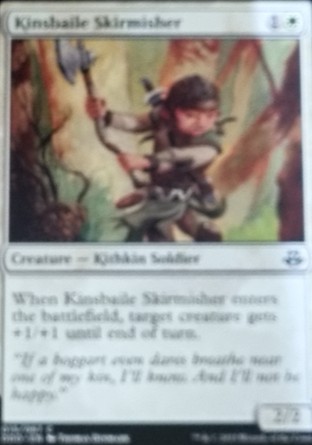 Kinsbaile Skirmisher 1
Creature — Kithkin Soldier
When Kinsbaile Skirmisher enters
the battlefield, target creature gets
+1/+1 until end of turn.
"If a boggart even dares breathe near
one of my kin, I'll know. And I'll not be
happy."
2/2